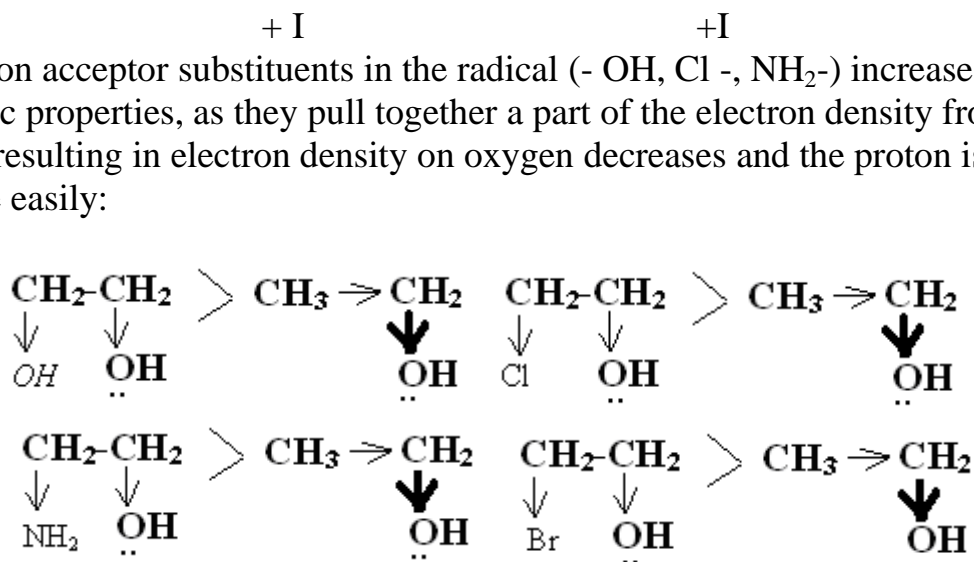 + I +I
on acceptor substituents in the radical (- OH, Cl -, NH₂-) increase
c properties, as they pull together a part of the electron density fro
resulting in electron density on oxygen decreases and the proton is
easily:
CH₂-CH₂ > CH₃ → CH₂ CH₂-CH₂ > CH₃ → CH₂
↓ ↓ ↓ ↓ ↓ ↓
OH OH OH Cl OH OH
.. .. .. ..
CH₂-CH₂ > CH₃ → CH₂ CH₂-CH₂ > CH₃ → CH₂
↓ ↓ ↓ ↓ ↓ ↓
NH₂ OH OH Br OH OH
.. .. .. ..